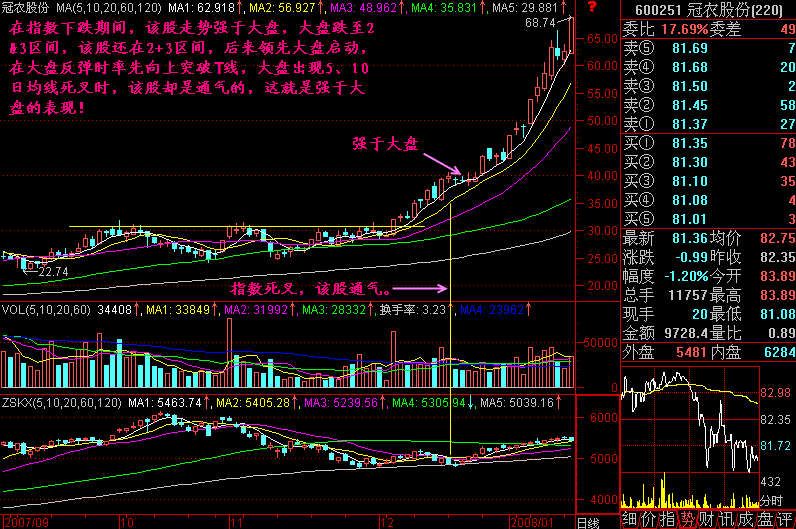 冠农股份 MA(5,10,20,60,120) MA1: 62.918↑ MA2: 56.927↑ MA3: 48.962↑ MA4: 35.831↑ MA5: 29.881↑
68.74
在指数下跌期间，该股走势强于大盘，大盘跌至2
&3区间，该股还在2+3区间，后来领先大盘启动，
在大盘反弹时率先向上突破T线，大盘出现5、10
日均线死叉时，该股却是通气的，这就是强于大
盘的表现！
强于大盘
22.74
指数死叉，该股通气。
65.00
60.00
55.00
50.00
45.00
40.00
35.00
30.00
25.00
20.00
VOL(5,10,20,60) 34408↑ MA1: 33849↑ MA2: 31992↑ MA3: 28332↑ 换手率: 3.23↑ MA4: 23982↑
50000
0
ZSKX(5,10,20,60,120) MA1: 5463.74↑ MA2: 5405.28↑ MA3: 5239.56↑ MA4: 5305.94↓ MA5: 5039.16↑
6000
5000
4000
2007/09 10 11 12 2008/01 日线
?
600251 冠农股份(220)
委比 17.69% 委差 49
卖⑤ 81.69 7
卖④ 81.68 20
卖③ 81.50 2
卖② 81.45 58
卖① 81.37 27
买① 81.35 78
买② 81.30 43
买③ 81.10 35
买④ 81.08 4
买⑤ 81.01 3
最新 81.36 均价 82.75
涨跌 -0.99 昨收 82.35
幅度 -1.20% 今开 83.89
总手 11757 最高 83.89
现手 20 最低 81.08
金额 9728.4 量比 0.89
外盘 5481 内盘 6284
82.98
82.35
81.72
432
分时
细 价 指 势 财 讯 成 盘 评